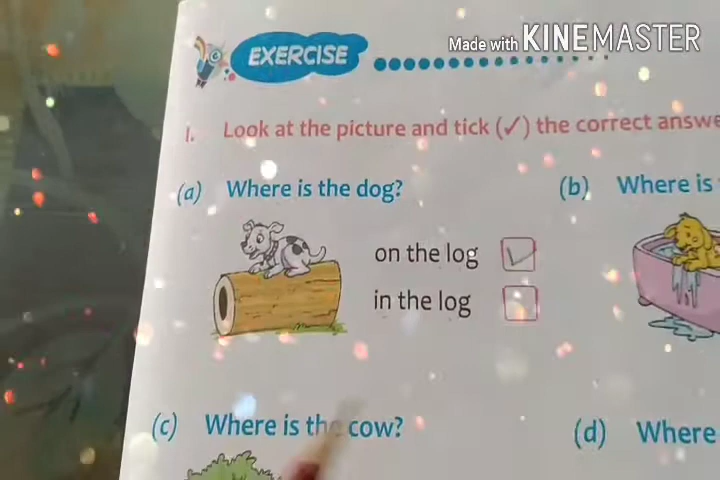 Made with KINEMASTER
EXERCISE
1. Look at the picture and tick (✓) the correct answe
(a) Where is the dog?
(b) Where is
on the log
in the log
(c) Where is the cow?
(d) Where